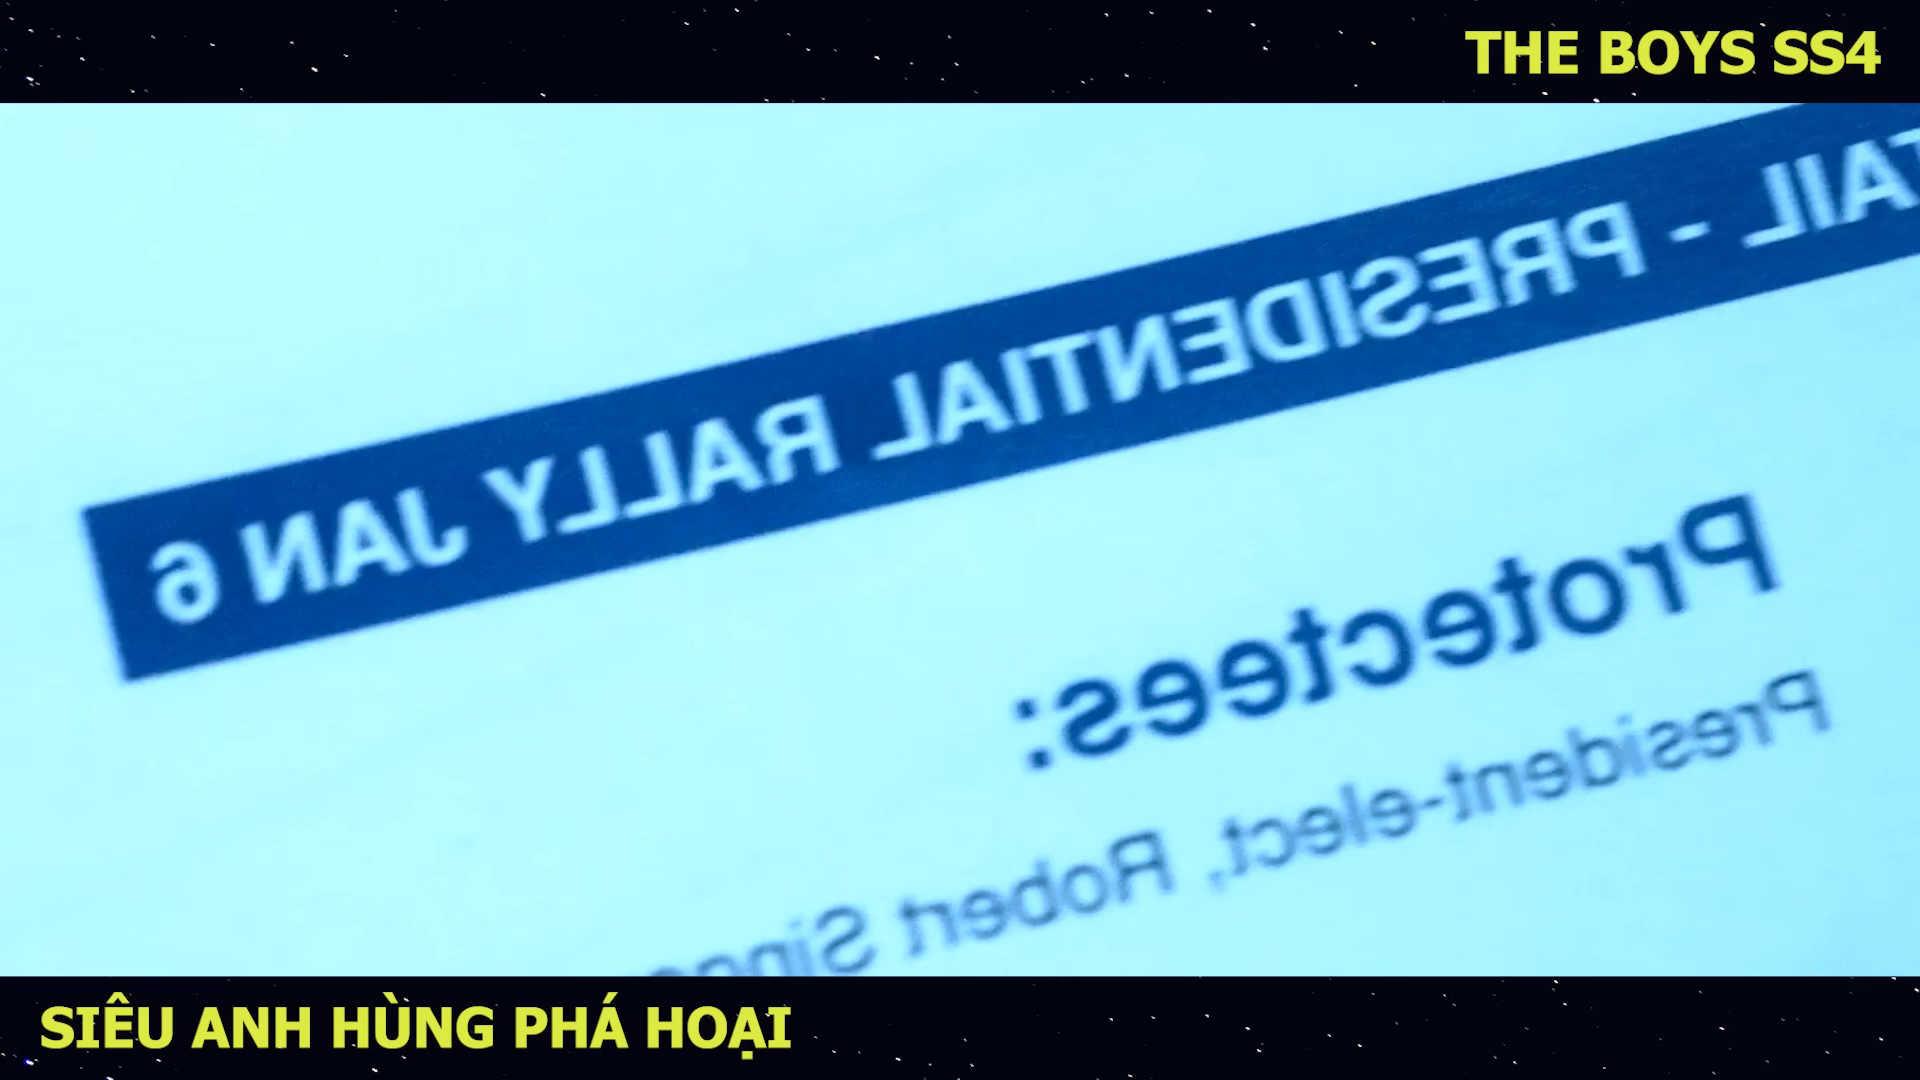 THE BOYS SS4
TAIL - PRESIDENTIAL RALLY JAN 6
Protectees:
President-elect, Robert
SIÊU ANH HÙNG PHÁ HOẠI